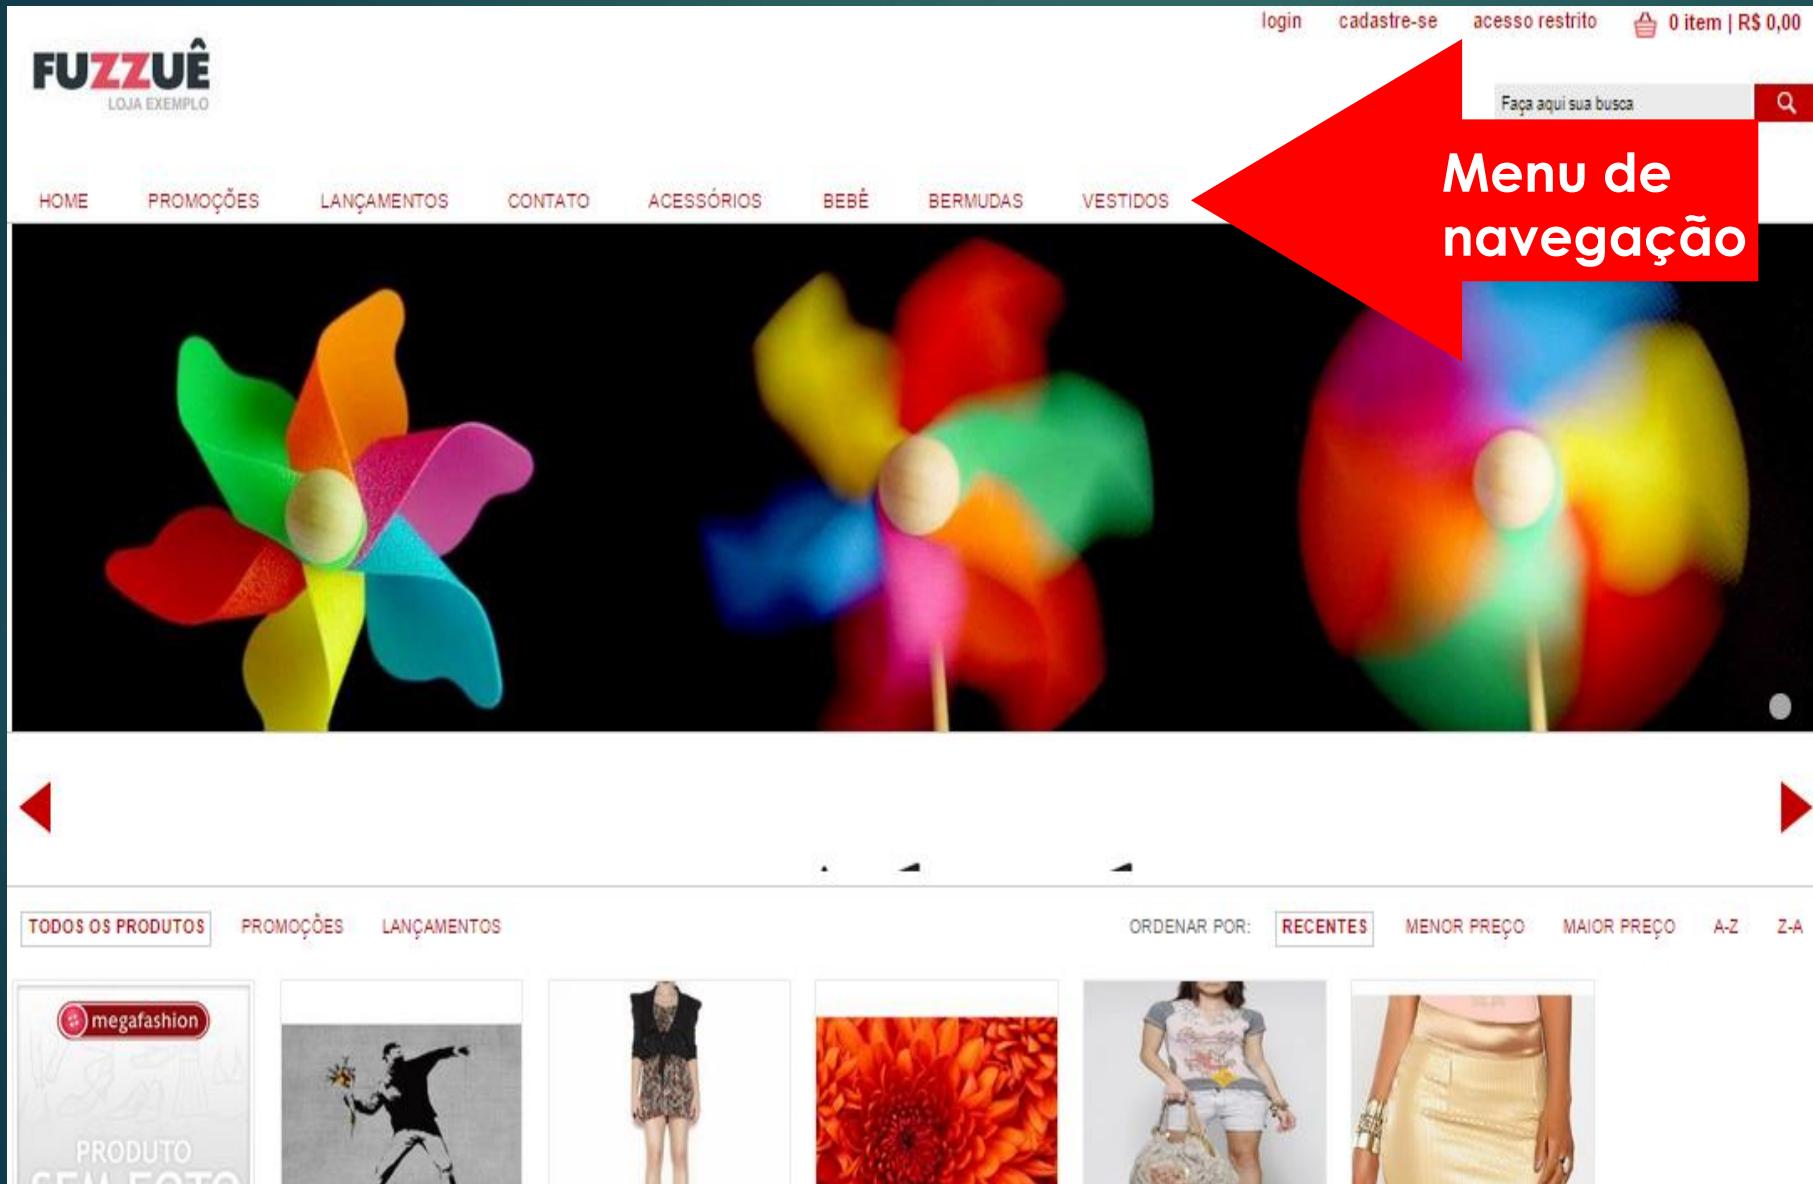 login cadastre-se acesso restrito 0 item | R$ 0,00
FUZZUÊ
LOJA EXEMPLO
Faça aqui sua busca
Menu de
navegação
HOME PROMOÇÕES LANÇAMENTOS CONTATO ACESSÓRIOS BEBÊ BERMUDAS VESTIDOS
TODOS OS PRODUTOS PROMOÇÕES LANÇAMENTOS ORDENAR POR: RECENTES MENOR PREÇO MAIOR PREÇO A-Z Z-A
megafashion
PRODUTO
SEM FOTO